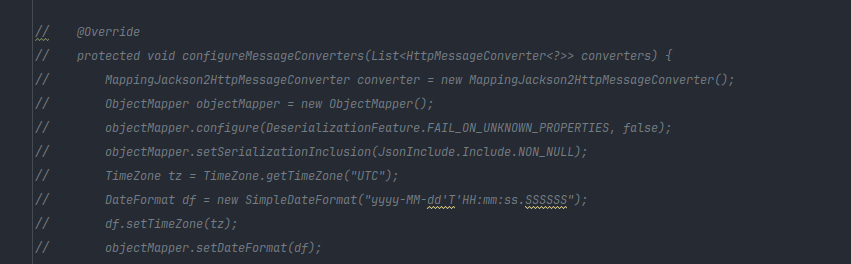 //    @Override
//    protected void configureMessageConverters(List<HttpMessageConverter<?>> converters) {
//        MappingJackson2HttpMessageConverter converter = new MappingJackson2HttpMessageConverter();
//        ObjectMapper objectMapper = new ObjectMapper();
//        objectMapper.configure(DeserializationFeature.FAIL_ON_UNKNOWN_PROPERTIES, false);
//        objectMapper.setSerializationInclusion(JsonInclude.Include.NON_NULL);
//        TimeZone tz = TimeZone.getTimeZone("UTC");
//        DateFormat df = new SimpleDateFormat("yyyy-MM-dd'T'HH:mm:ss.SSSSSS");
//        df.setTimeZone(tz);
//        objectMapper.setDateFormat(df);